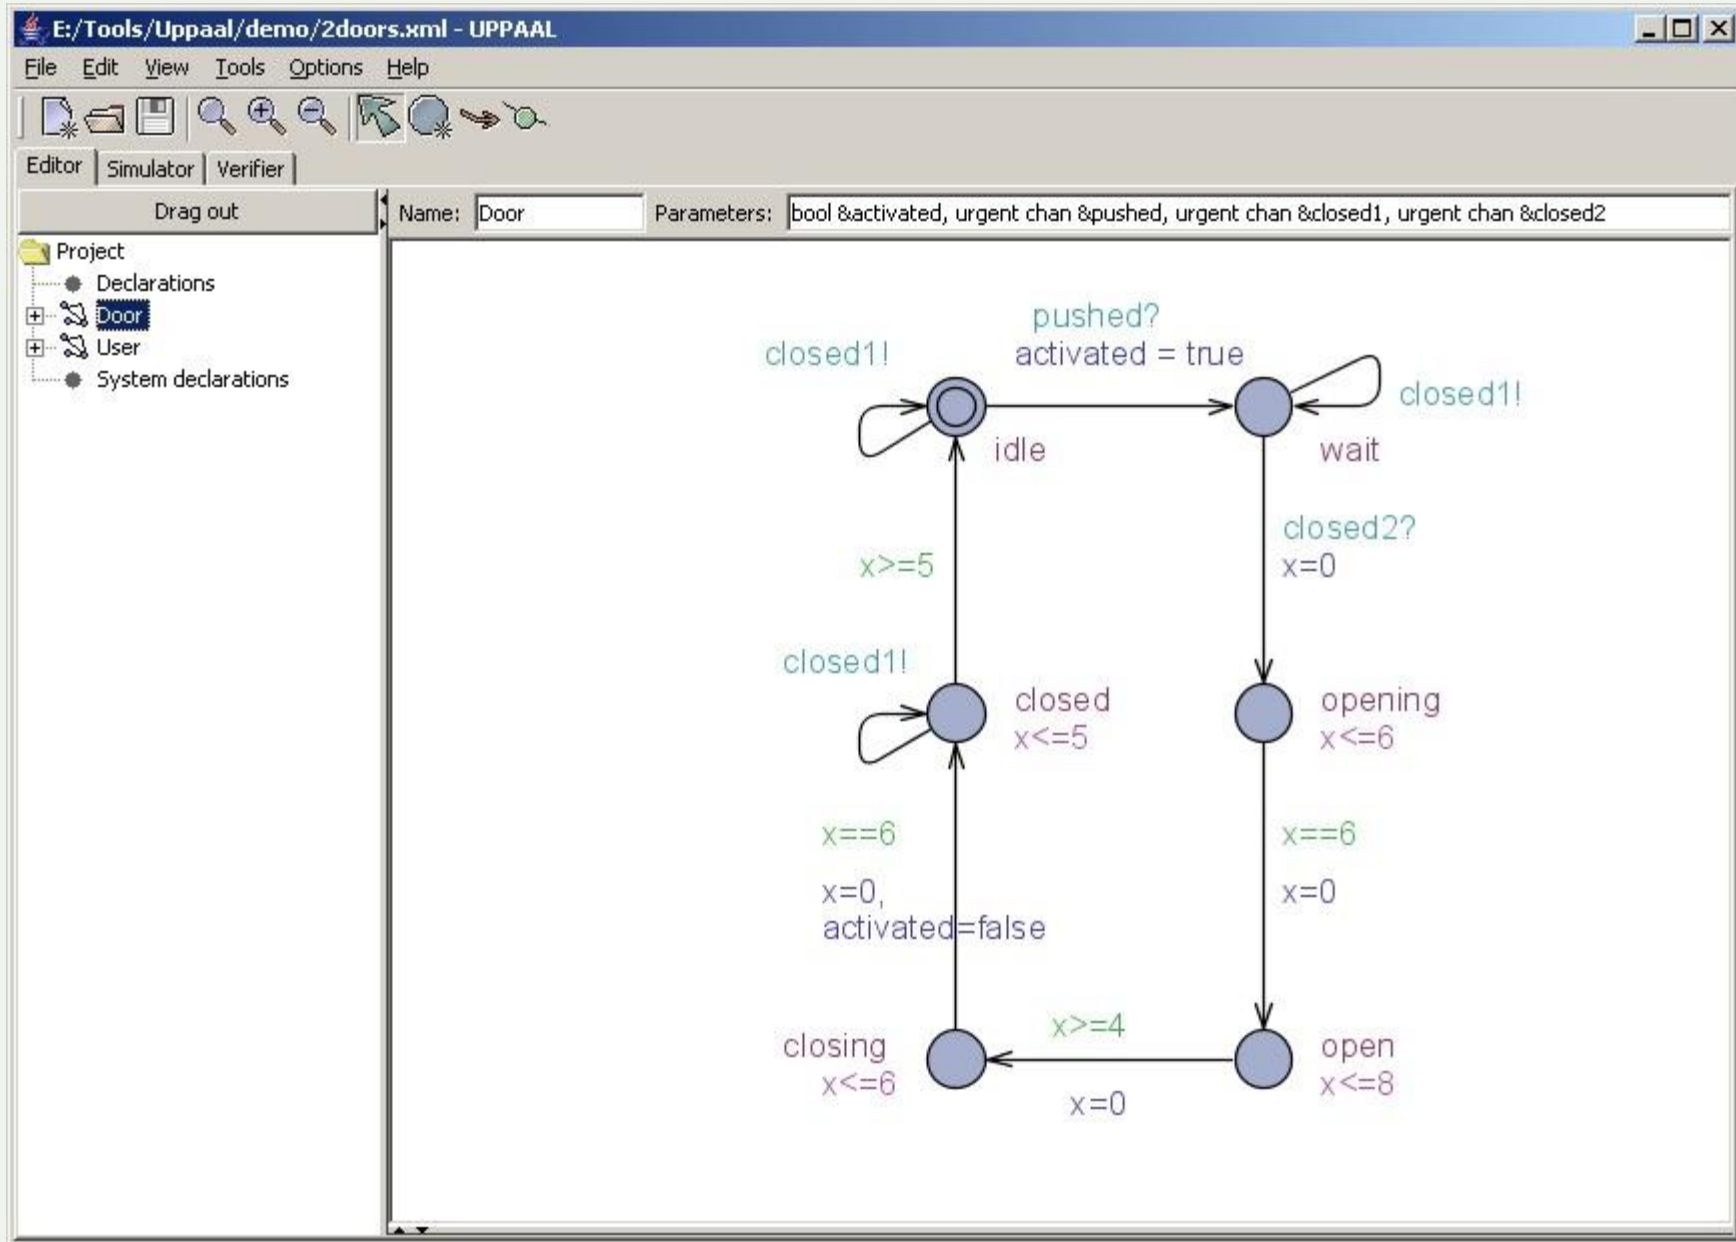 E:/Tools/Uppaal/demo/2doors.xml - UPPAAL
File Edit View Tools Options Help
Editor Simulator Verifier
Drag out
Name: Door Parameters: bool &activated, urgent chan &pushed, urgent chan &closed1, urgent chan &closed2
Project
Declarations
Door
User
System declarations
pushed?
closed1! activated = true
closed1!
idle wait
closed2?
x>=5 x=0
closed1!
closed opening
x<=5 x<=6
x==6 x==6
x=0, x=0
activated=false
x>=4
closing open
x<=6 x<=8
x=0